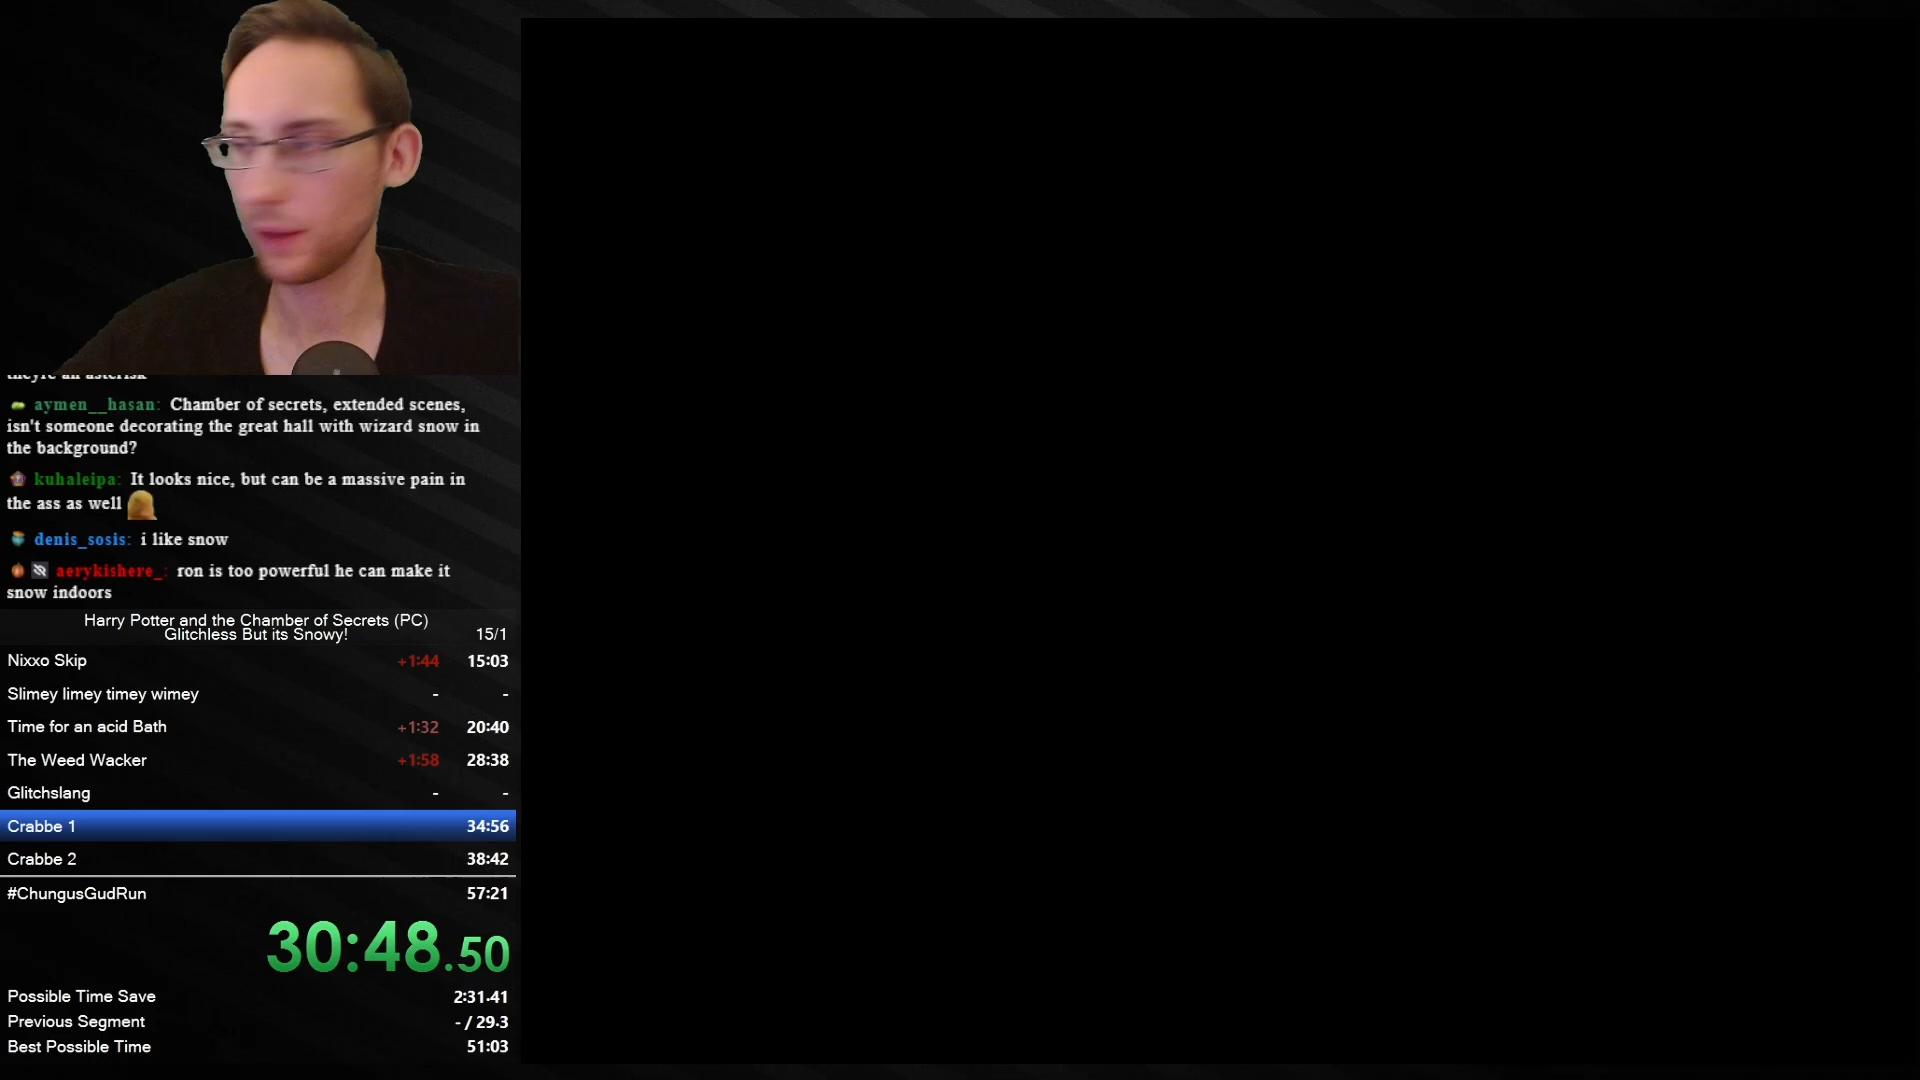 theyre an asterisk
aymen__hasan: Chamber of secrets, extended scenes,
isn't someone decorating the great hall with wizard snow in
the background?
kuhaleipa: It looks nice, but can be a massive pain in
the ass as well
denis_sosis: i like snow
aerykishere_: ron is too powerful he can make it
snow indoors
Harry Potter and the Chamber of Secrets (PC)
Glitchless But its Snowy! 15/1
Nixxo Skip +1:44 15:03
Slimey limey timey wimey - -
Time for an acid Bath +1:32 20:40
The Weed Wacker +1:58 28:38
Glitchslang - -
Crabbe 1 34:56
Crabbe 2 38:42
#ChungusGudRun 57:21
30:48.50
Possible Time Save 2:31.41
Previous Segment - / 29.3
Best Possible Time 51:03